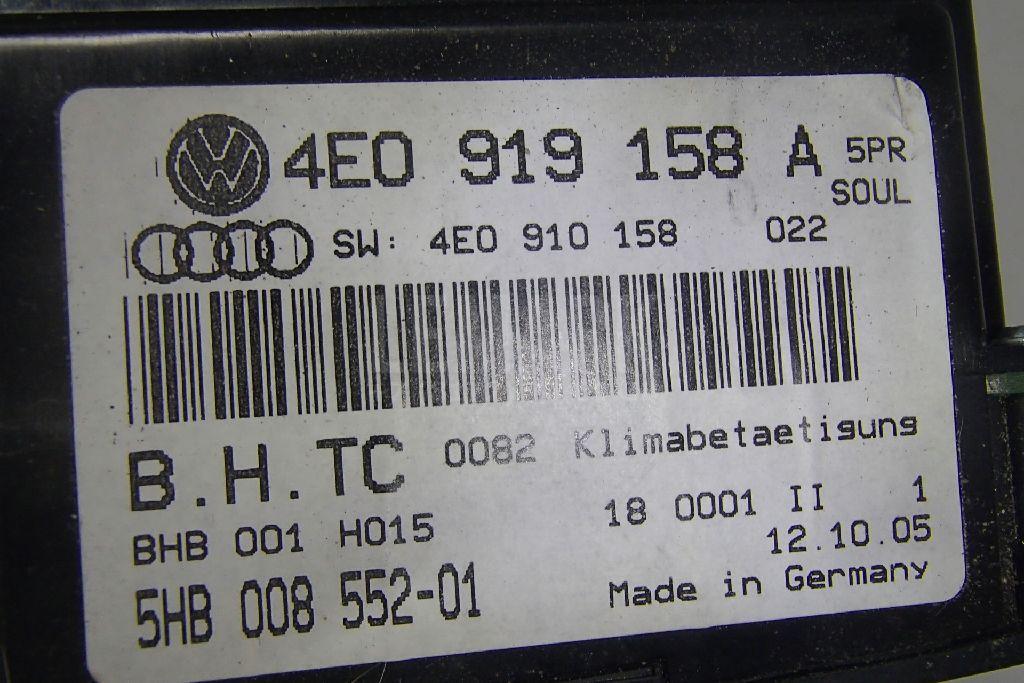 4E0 919 158 A 5PR
SOUL
SW: 4E0 910 158 022
B.H.TC 0082 Klimabetaetigung
BHB 001 H015 18 0001 II 1
12.10.05
5HB 008 552-01 Made in Germany